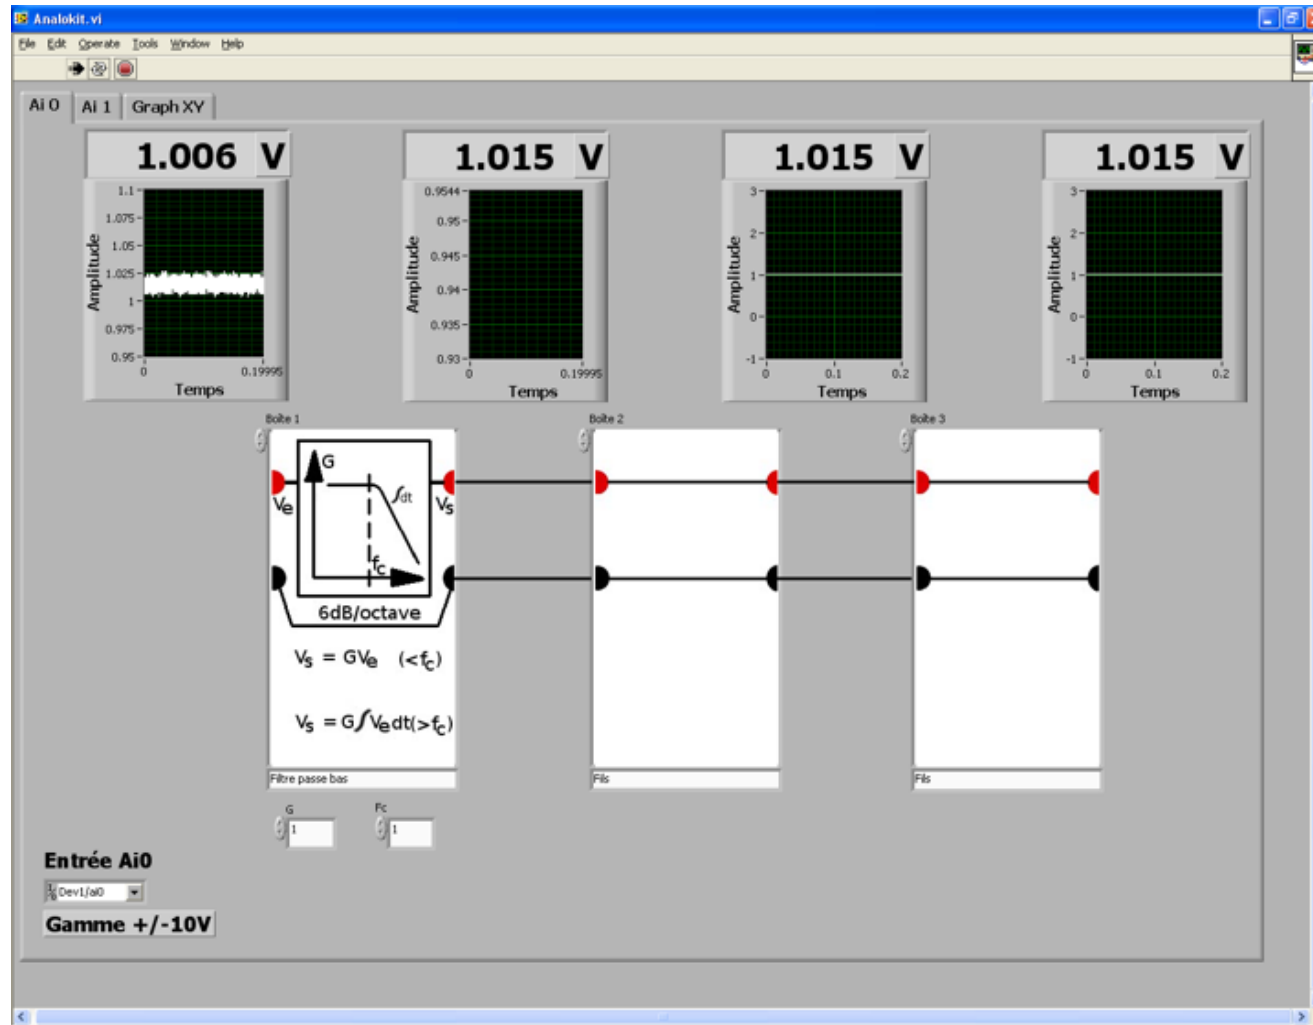 Analokit.vi
File Edit Operate Tools Window Help
Ai 0 Ai 1 Graph XY
1.006 V 1.015 V 1.015 V 1.015 V
Amplitude
1.1
1.075
1.05
1.025
1
0.975
0.95
0 0.19995
Temps
Amplitude
0.9544
0.95
0.945
0.94
0.935
0.93
0 0.19995
Temps
Amplitude
3
2
1
0
-1
0 0.1 0.2
Temps
Amplitude
3
2
1
0
-1
0 0.1 0.2
Temps
Boîte 1 Boîte 2 Boîte 3
G
∫dt
Ve Vs
fc
6dB/octave
Vs = GVe (<fc)
Vs = G∫Vedt(>fc)
Filtre passe bas Fils Fils
G Fc
1 1
Entrée Ai0
Dev1/ai0
Gamme +/-10V